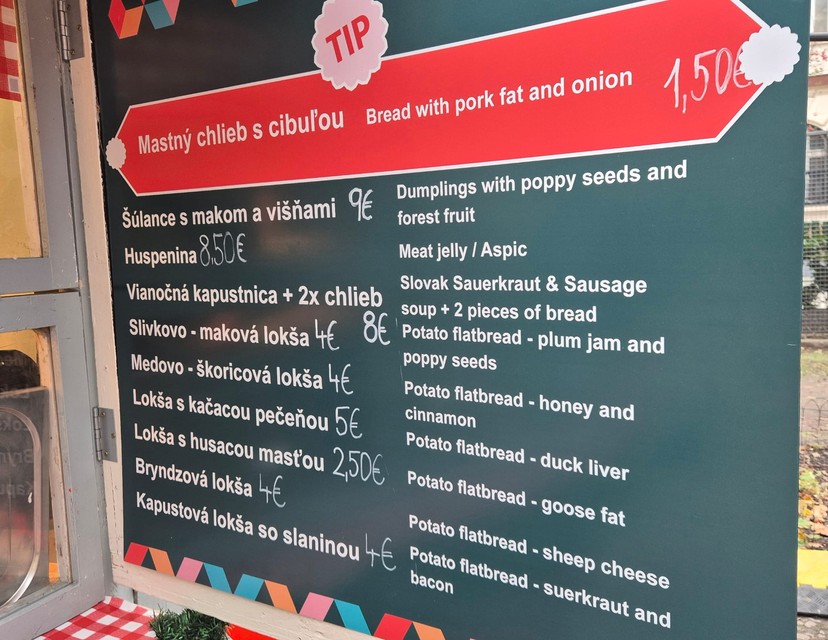 TIP
Mastný chlieb s cibuľou Bread with pork fat and onion 1,50€
Šúlance s makom a višňami 9€ Dumplings with poppy seeds and
forest fruit
Huspenina 8,50€ Meat jelly / Aspic
Vianočná kapustnica + 2x chlieb 8€ Slovak Sauerkraut & Sausage
soup + 2 pieces of bread
Slivkovo - maková lokša 4€ Potato flatbread - plum jam and
poppy seeds
Medovo - škoricová lokša 4€ Potato flatbread - honey and
cinnamon
Lokša s kačacou pečeňou 5€ Potato flatbread - duck liver
Lokša s husacou masťou 2,50€ Potato flatbread - goose fat
Bryndzová lokša 4€ Potato flatbread - sheep cheese
Kapustová lokša so slaninou 4€ Potato flatbread - suerkraut and
bacon